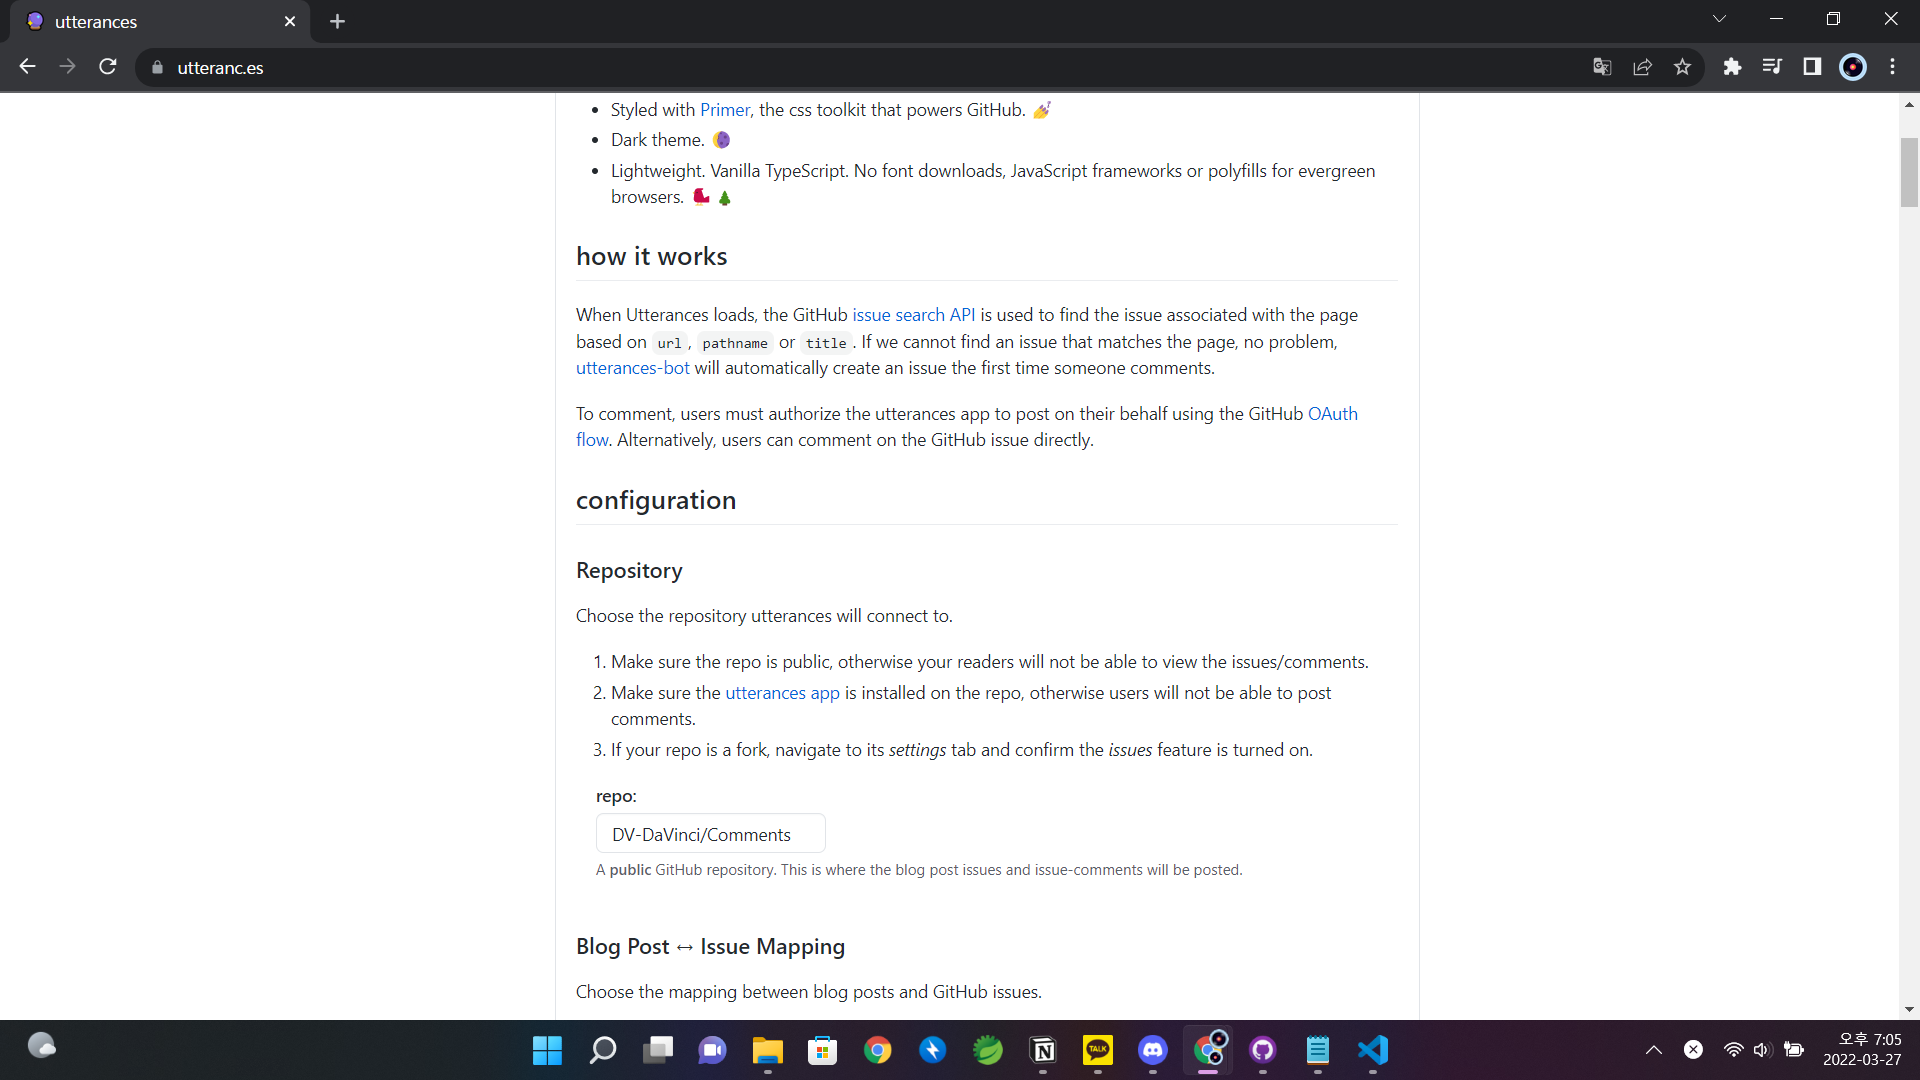 utterances
utteranc.es
Styled with Primer, the css toolkit that powers GitHub. 💅
Dark theme. 🌘
Lightweight. Vanilla TypeScript. No font downloads, JavaScript frameworks or polyfills for evergreen
browsers. 🐦🌲
how it works
When Utterances loads, the GitHub issue search API is used to find the issue associated with the page
based on url, pathname or title. If we cannot find an issue that matches the page, no problem,
utterances-bot will automatically create an issue the first time someone comments.
To comment, users must authorize the utterances app to post on their behalf using the GitHub OAuth
flow. Alternatively, users can comment on the GitHub issue directly.
configuration
Repository
Choose the repository utterances will connect to.
1. Make sure the repo is public, otherwise your readers will not be able to view the issues/comments.
2. Make sure the utterances app is installed on the repo, otherwise users will not be able to post
comments.
3. If your repo is a fork, navigate to its settings tab and confirm the issues feature is turned on.
repo:
DV-DaVinci/Comments
A public GitHub repository. This is where the blog post issues and issue-comments will be posted.
Blog Post ↔ Issue Mapping
Choose the mapping between blog posts and GitHub issues.
TALK
오후 7:05
2022-03-27